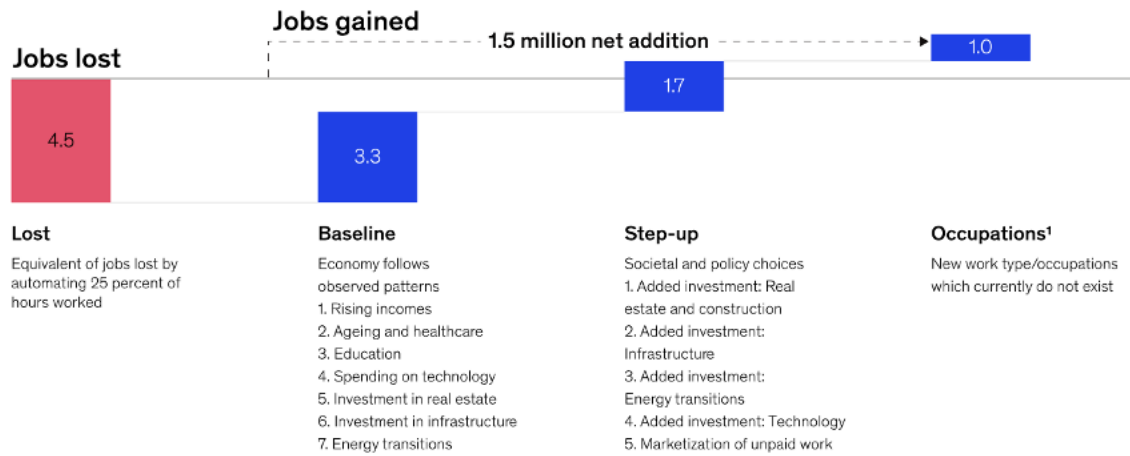 Jobs gained
1.5 million net addition
1.0
Jobs lost
1.7
4.5
3.3
Lost
Equivalent of jobs lost by
automating 25 percent of
hours worked
Baseline
Economy follows
observed patterns
1. Rising incomes
2. Ageing and healthcare
3. Education
4. Spending on technology
5. Investment in real estate
6. Investment in infrastructure
7. Energy transitions
Step-up
Societal and policy choices
1. Added investment: Real
estate and construction
2. Added investment:
Infrastructure
3. Added investment:
Energy transitions
4. Added investment: Technology
5. Marketization of unpaid work
Occupations¹
New work type/occupations
which currently do not exist